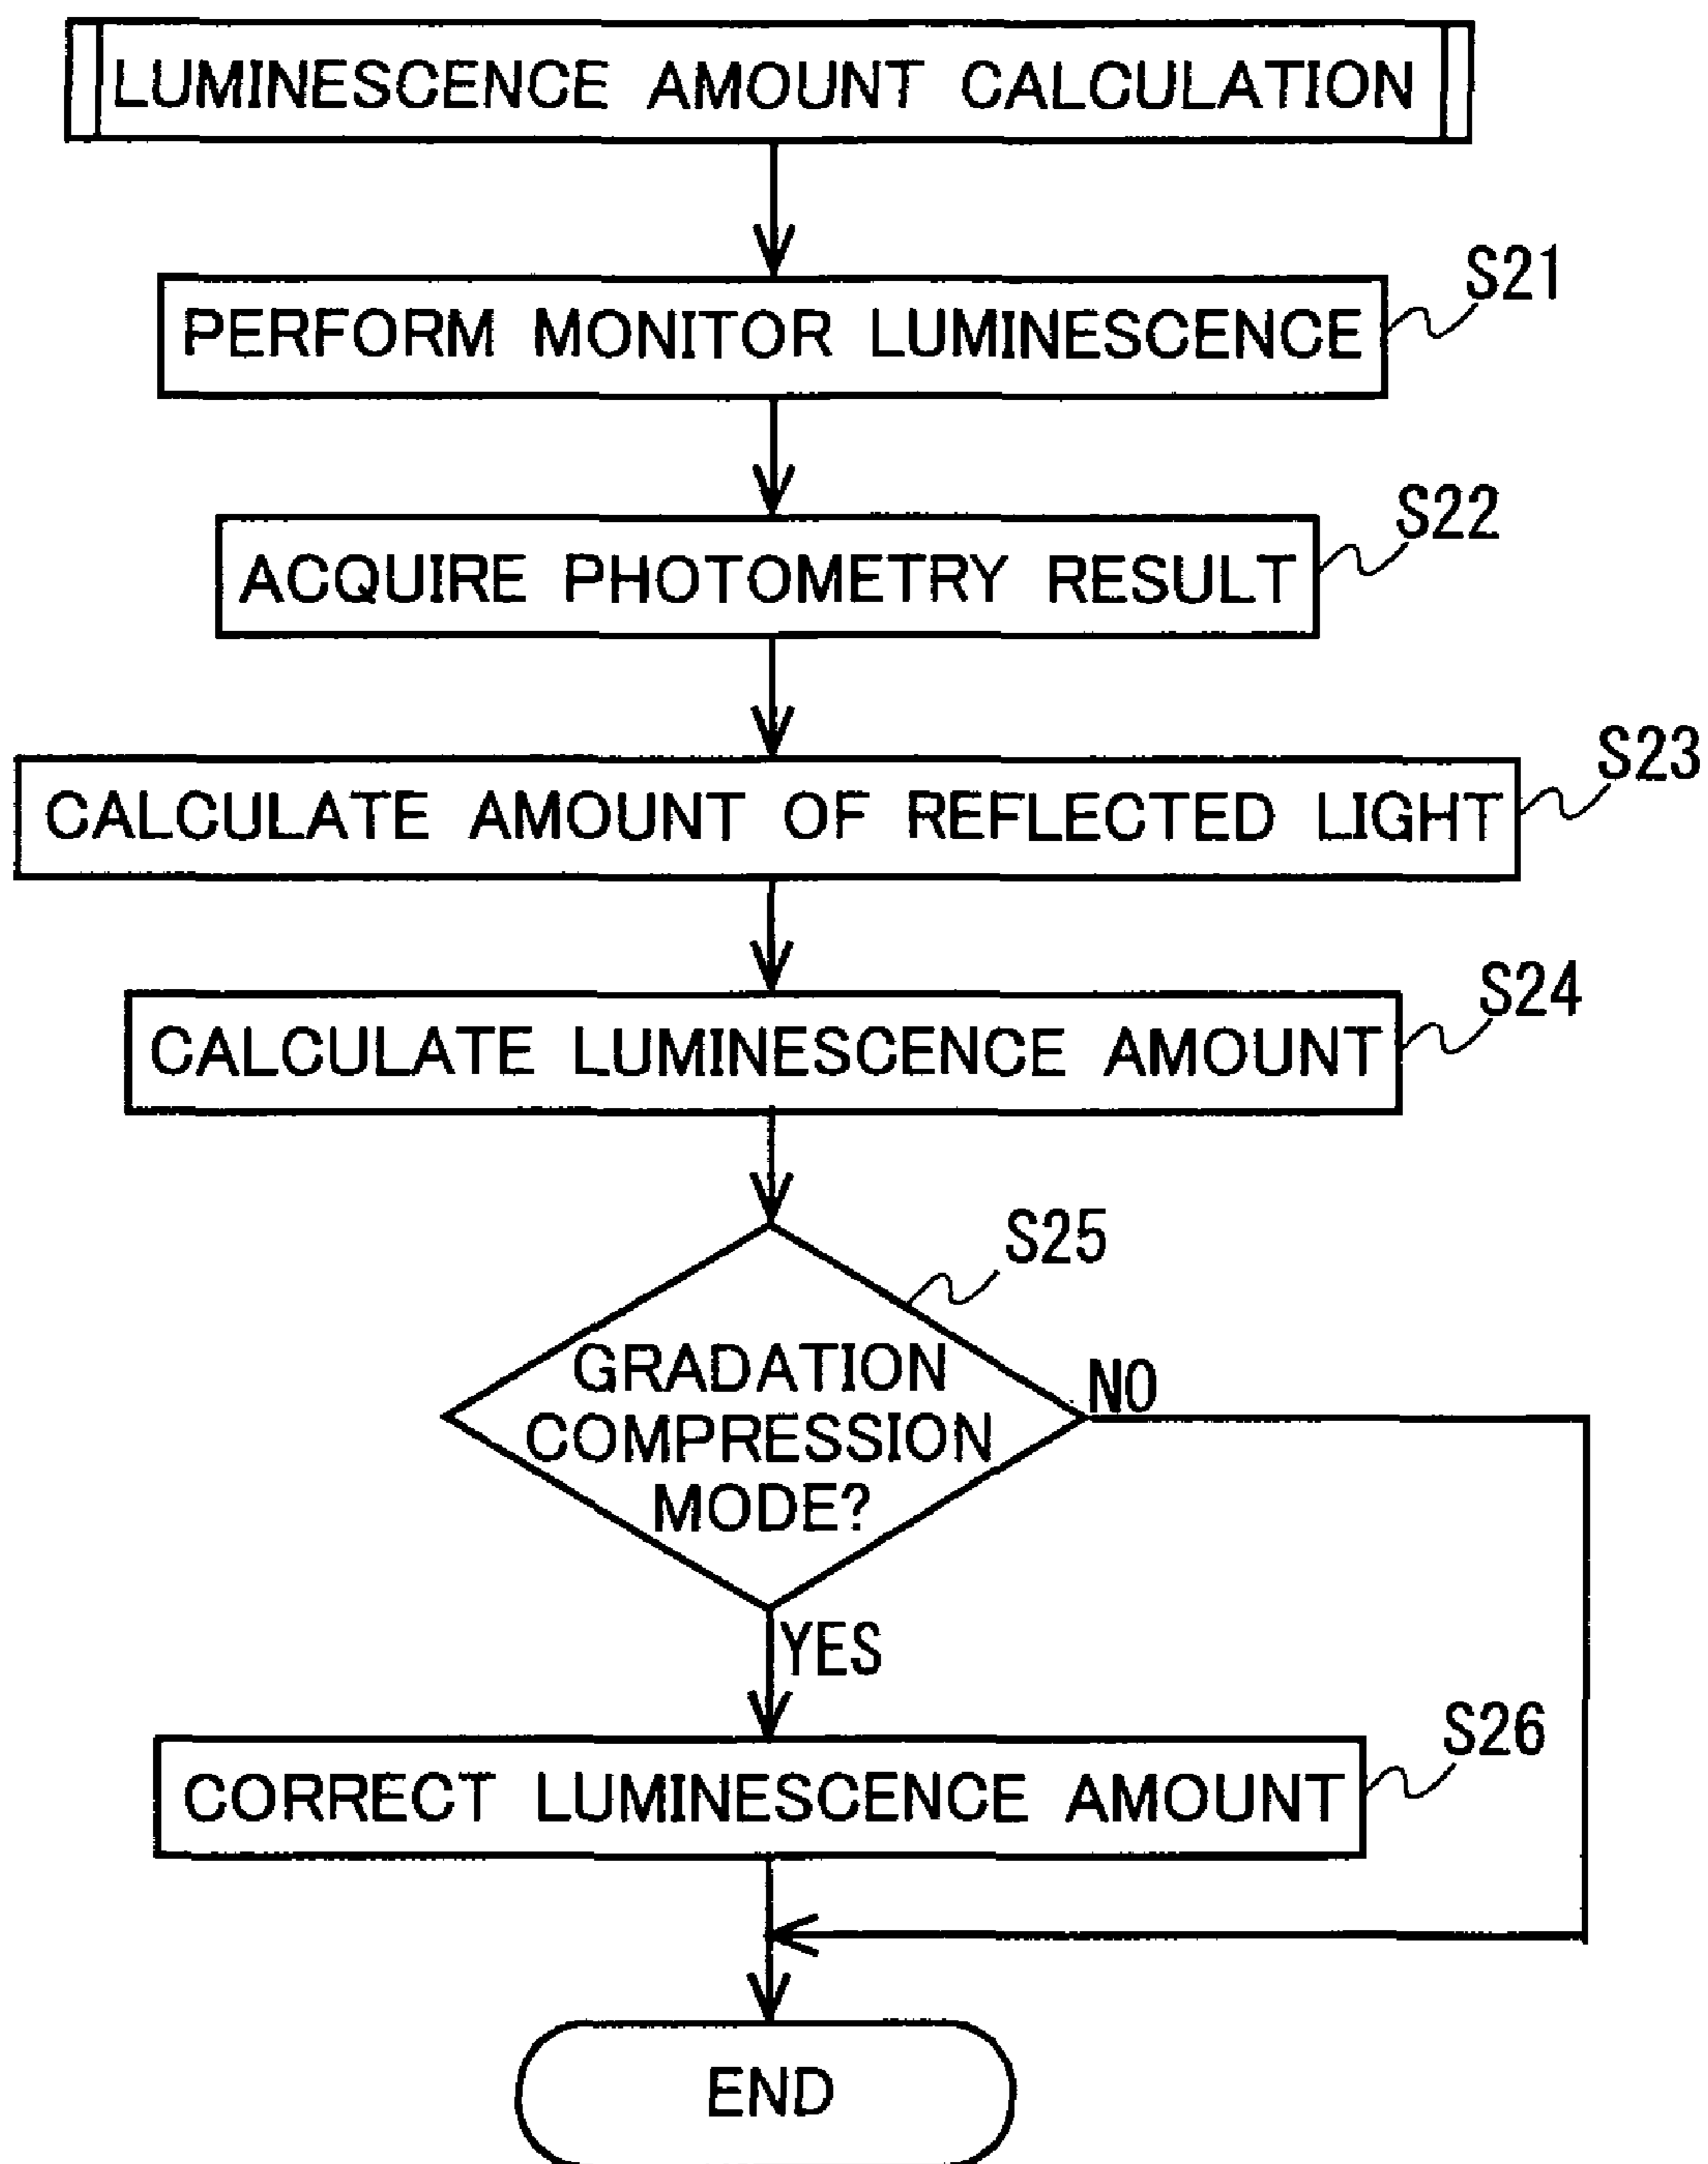 LUMINESCENCE AMOUNT CALCULATION
S21
PERFORM MONITOR LUMINESCENCE
S22
ACQUIRE PHOTOMETRY RESULT
S23
CALCULATE AMOUNT OF REFLECTED LIGHT
S24
CALCULATE LUMINESCENCE AMOUNT
S25
GRADATION
COMPRESSION
MODE?
NO
YES
S26
CORRECT LUMINESCENCE AMOUNT
END